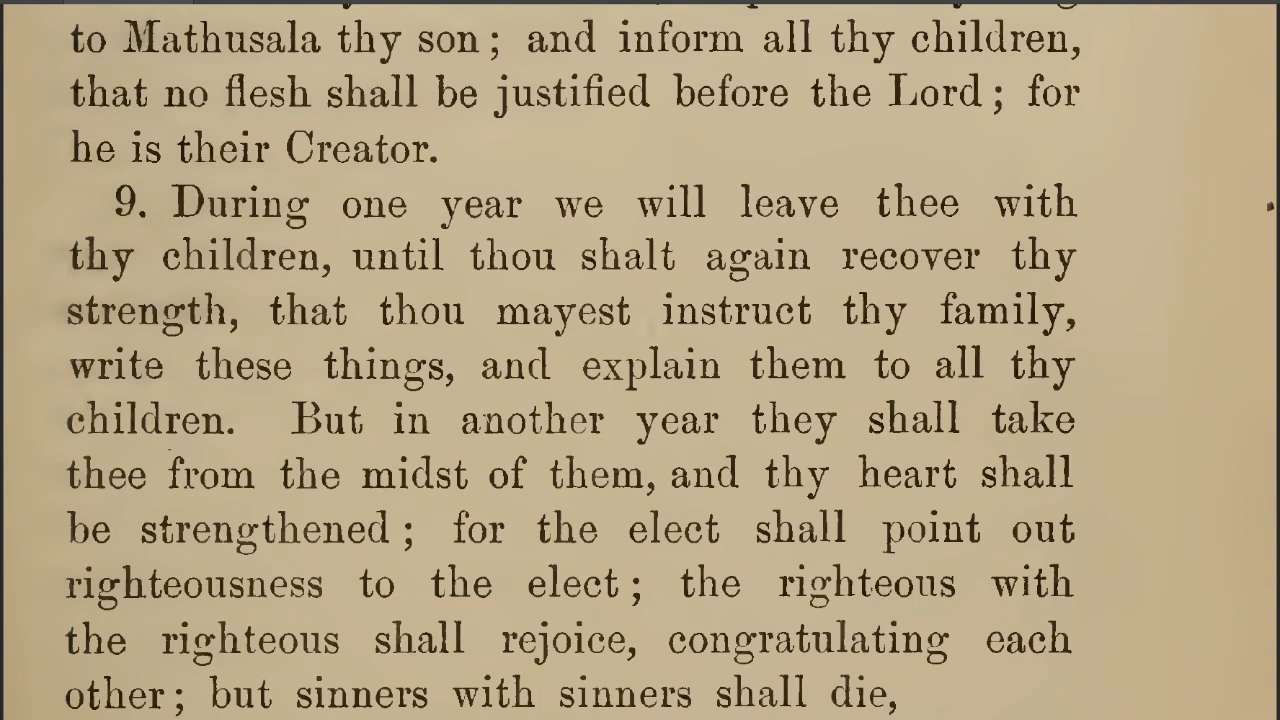 to Mathusala thy son; and inform all thy children,
that no flesh shall be justified before the Lord; for
he is their Creator.
9. During one year we will leave thee with
thy children, until thou shalt again recover thy
strength, that thou mayest instruct thy family,
write these things, and explain them to all thy
children. But in another year they shall take
thee from the midst of them, and thy heart shall
be strengthened; for the elect shall point out
righteousness to the elect; the righteous with
the righteous shall rejoice, congratulating each
other; but sinners with sinners shall die,